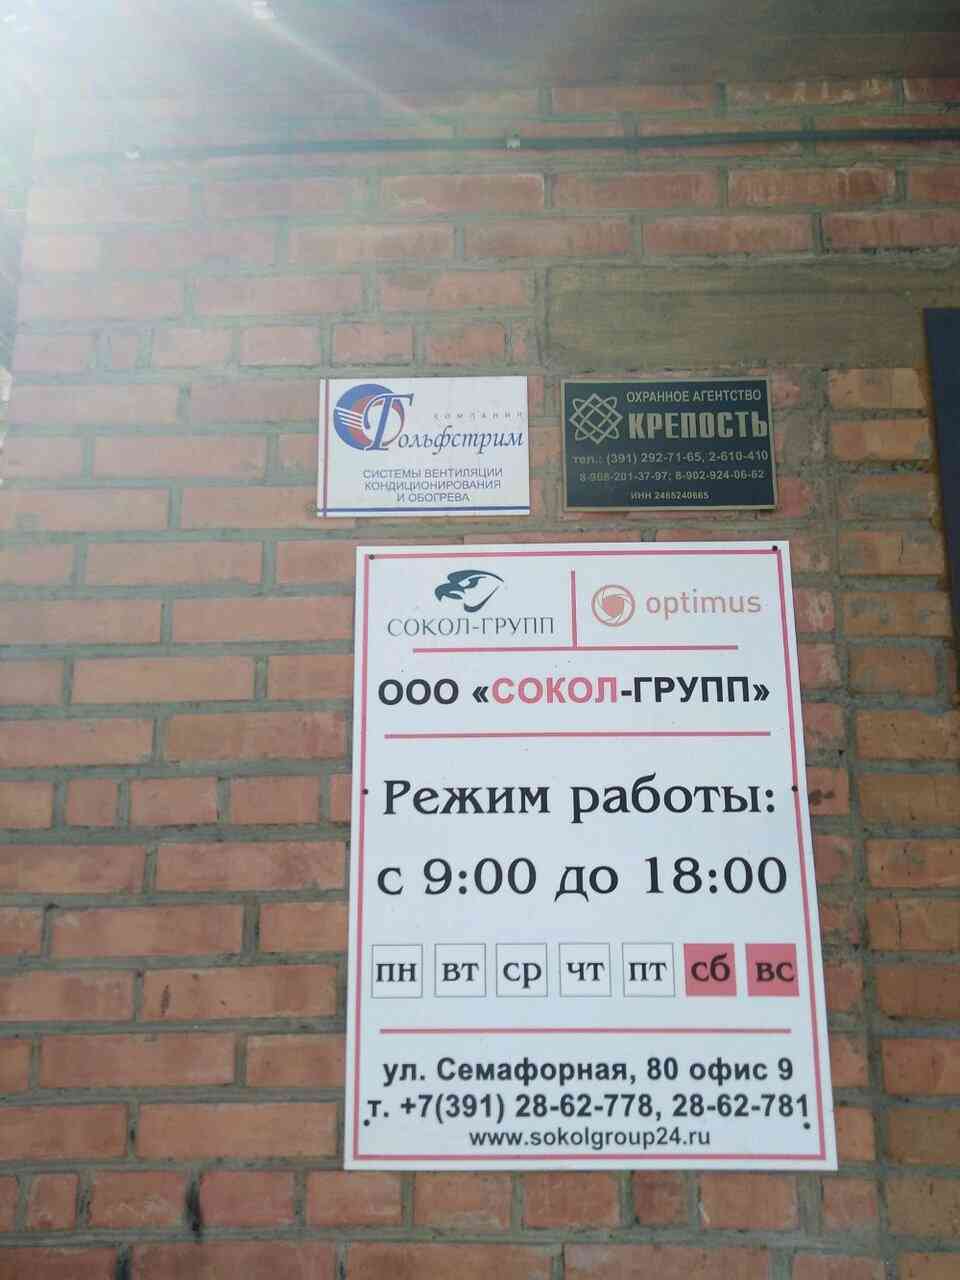 КОМПАНИЯ
Гольфстрим
СИСТЕМЫ ВЕНТИЛЯЦИИ
КОНДИЦИОНИРОВАНИЯ
И ОБОГРЕВА
ОХРАННОЕ АГЕНТСТВО
КРЕПОСТЬ
тел.: (391) 292-71-65, 2-610-410
8-908-201-37-97; 8-902-924-06-62
ИНН 2465240665
СОКОЛ-ГРУПП
optimus
ООО «СОКОЛ-ГРУПП»
Режим работы:
с 9:00 до 18:00
пн вт ср чт пт сб вс
ул. Семафорная, 80 офис 9
т. +7(391) 28-62-778, 28-62-781
www.sokolgroup24.ru